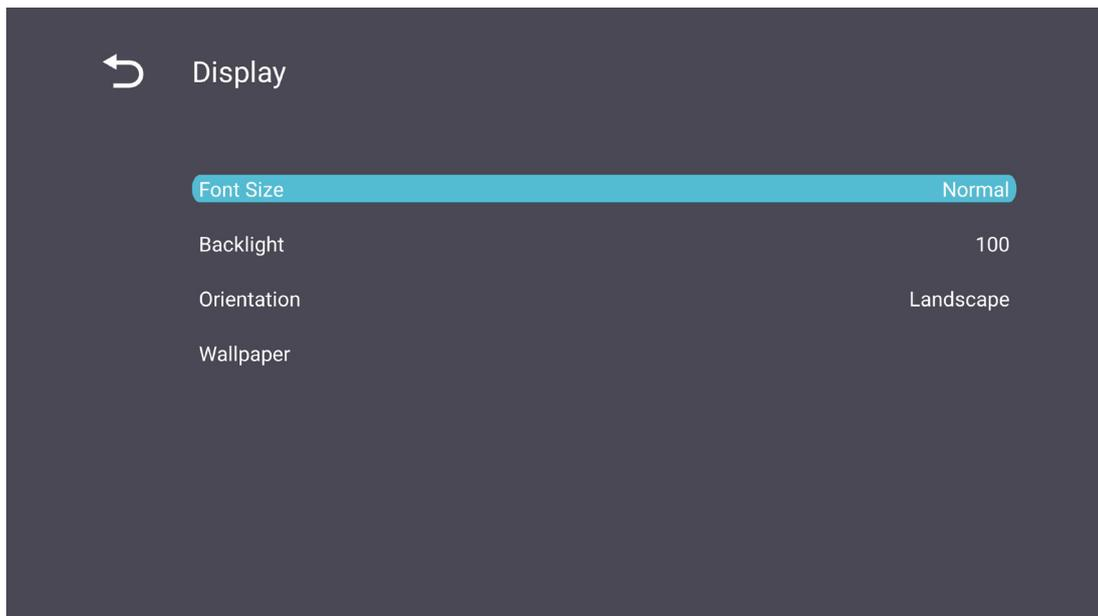 Display
Font Size Normal
Backlight 100
Orientation Landscape
Wallpaper